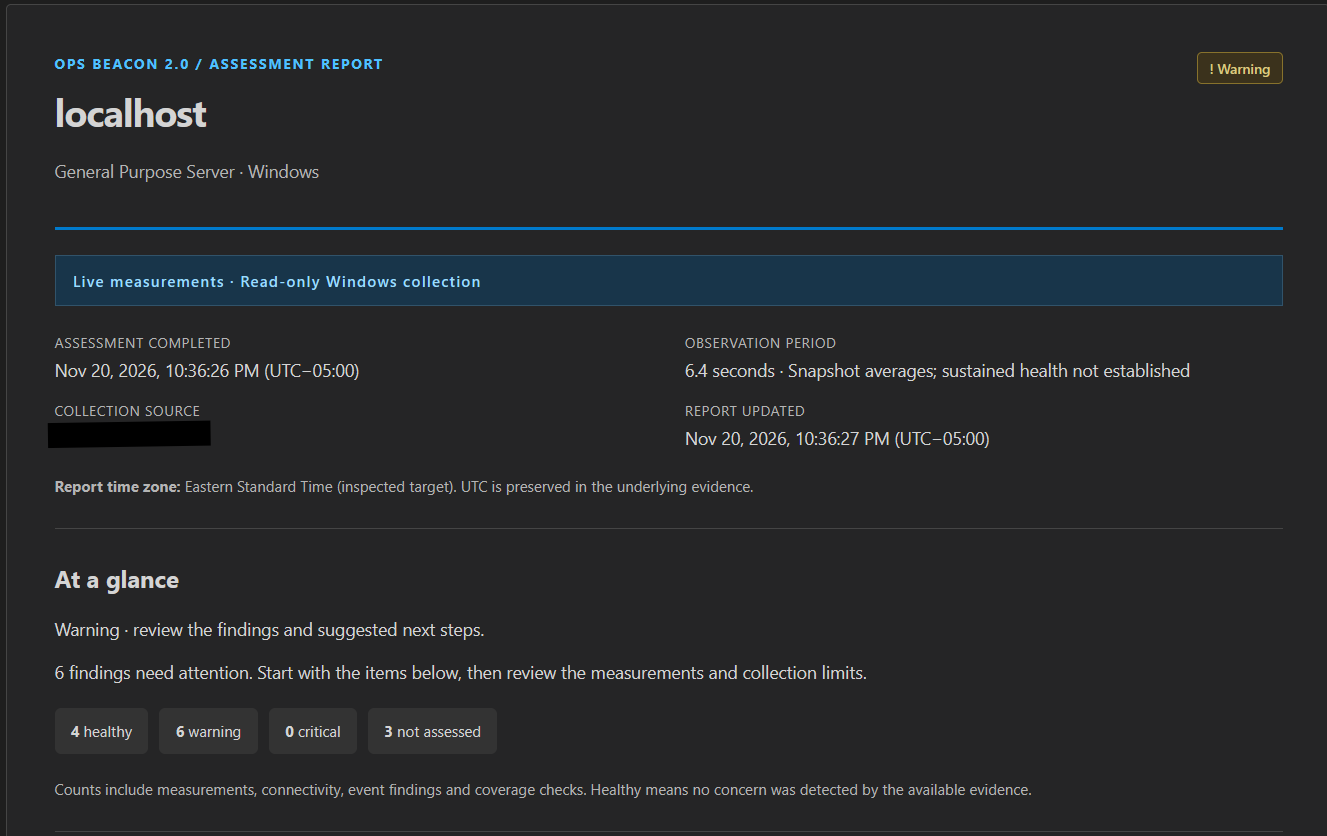 OPS BEACON 2.0 / ASSESSMENT REPORT
! Warning
localhost
General Purpose Server · Windows
Live measurements · Read-only Windows collection
ASSESSMENT COMPLETED
Nov 20, 2026, 10:36:26 PM (UTC−05:00)
OBSERVATION PERIOD
6.4 seconds · Snapshot averages; sustained health not established
COLLECTION SOURCE
REPORT UPDATED
Nov 20, 2026, 10:36:27 PM (UTC−05:00)
Report time zone: Eastern Standard Time (inspected target). UTC is preserved in the underlying evidence.
At a glance
Warning · review the findings and suggested next steps.
6 findings need attention. Start with the items below, then review the measurements and collection limits.
4 healthy
6 warning
0 critical
3 not assessed
Counts include measurements, connectivity, event findings and coverage checks. Healthy means no concern was detected by the available evidence.